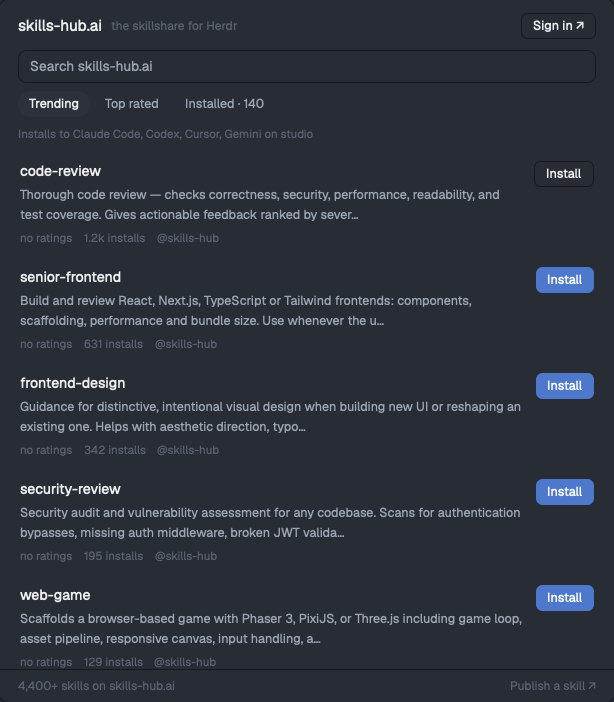 skills-hub.ai the skillshare for Herdr Sign in ↗
Search skills-hub.ai
Trending Top rated Installed · 140
Installs to Claude Code, Codex, Cursor, Gemini on studio
code-review Install
Thorough code review — checks correctness, security, performance, readability, and
test coverage. Gives actionable feedback ranked by sever...
no ratings 1.2k installs @skills-hub
senior-frontend Install
Build and review React, Next.js, TypeScript or Tailwind frontends: components,
scaffolding, performance and bundle size. Use whenever the u...
no ratings 631 installs @skills-hub
frontend-design Install
Guidance for distinctive, intentional visual design when building new UI or reshaping an
existing one. Helps with aesthetic direction, typo...
no ratings 342 installs @skills-hub
security-review Install
Security audit and vulnerability assessment for any codebase. Scans for authentication
bypasses, missing auth middleware, broken JWT valida...
no ratings 195 installs @skills-hub
web-game Install
Scaffolds a browser-based game with Phaser 3, PixiJS, or Three.js including game loop,
asset pipeline, responsive canvas, input handling, a...
no ratings 129 installs @skills-hub
4,400+ skills on skills-hub.ai Publish a skill ↗